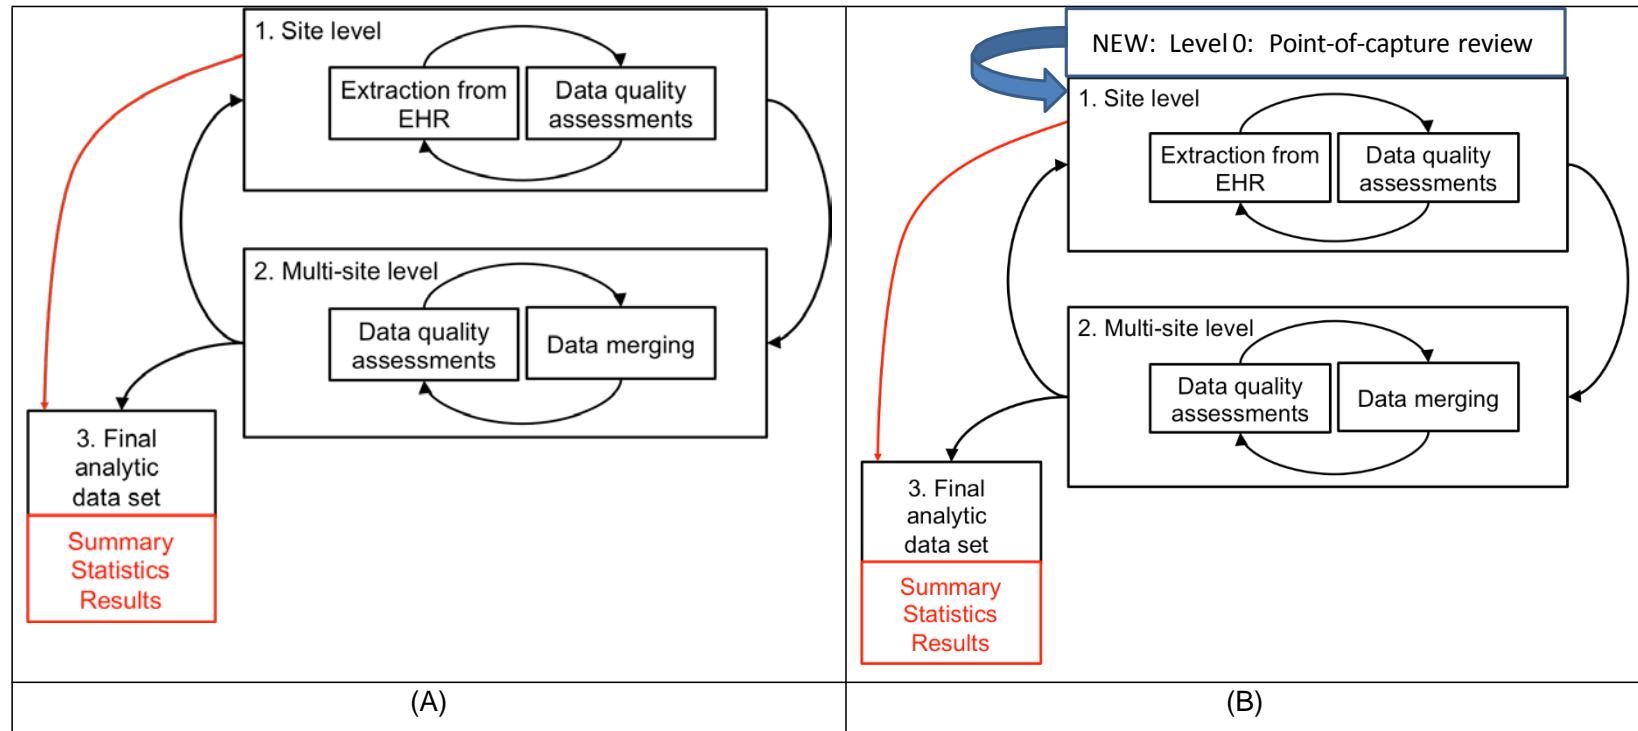 1. Site level
Extraction from
EHR
Data quality
assessments
2. Multi-site level
Data quality
assessments
Data merging
3. Final
analytic
data set
Summary
Statistics
Results
(A)
NEW: Level 0: Point-of-capture review
1. Site level
Extraction from
EHR
Data quality
assessments
2. Multi-site level
Data quality
assessments
Data merging
3. Final
analytic
data set
Summary
Statistics
Results
(B)